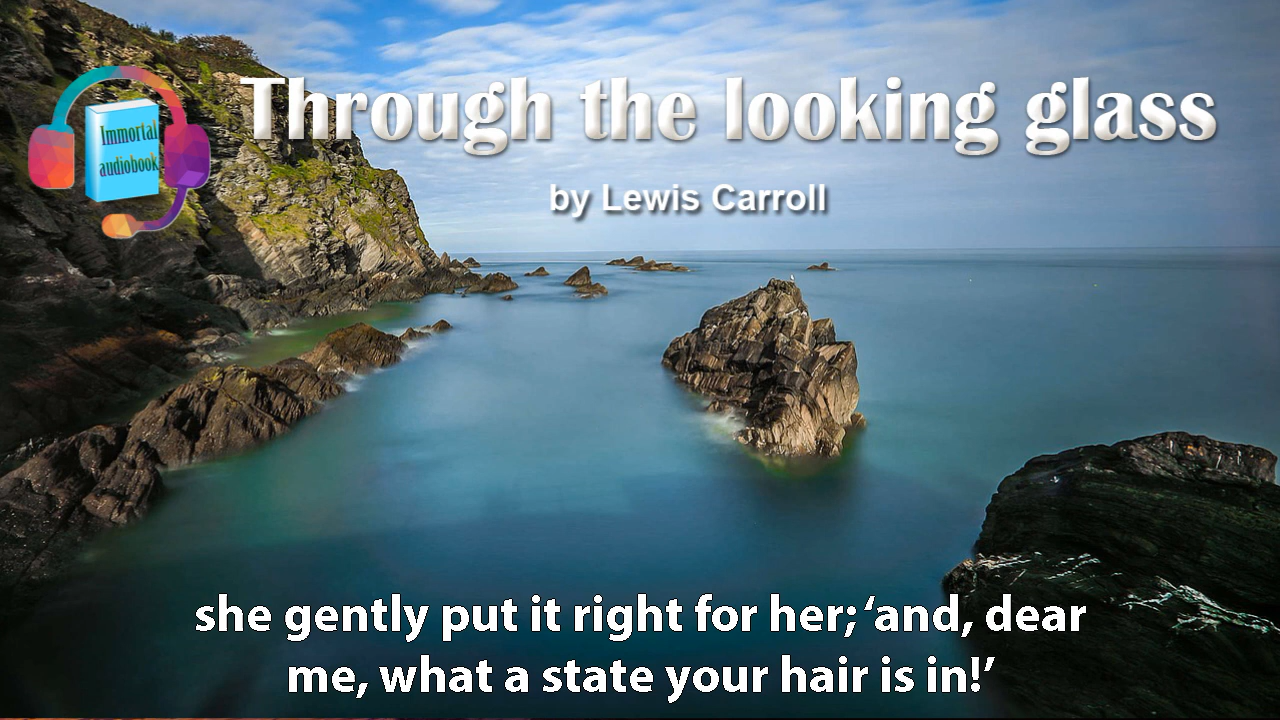 Through the looking glass
Immortal
audiobook
by Lewis Carroll
she gently put it right for her; ‘and, dear
me, what a state your hair is in!’